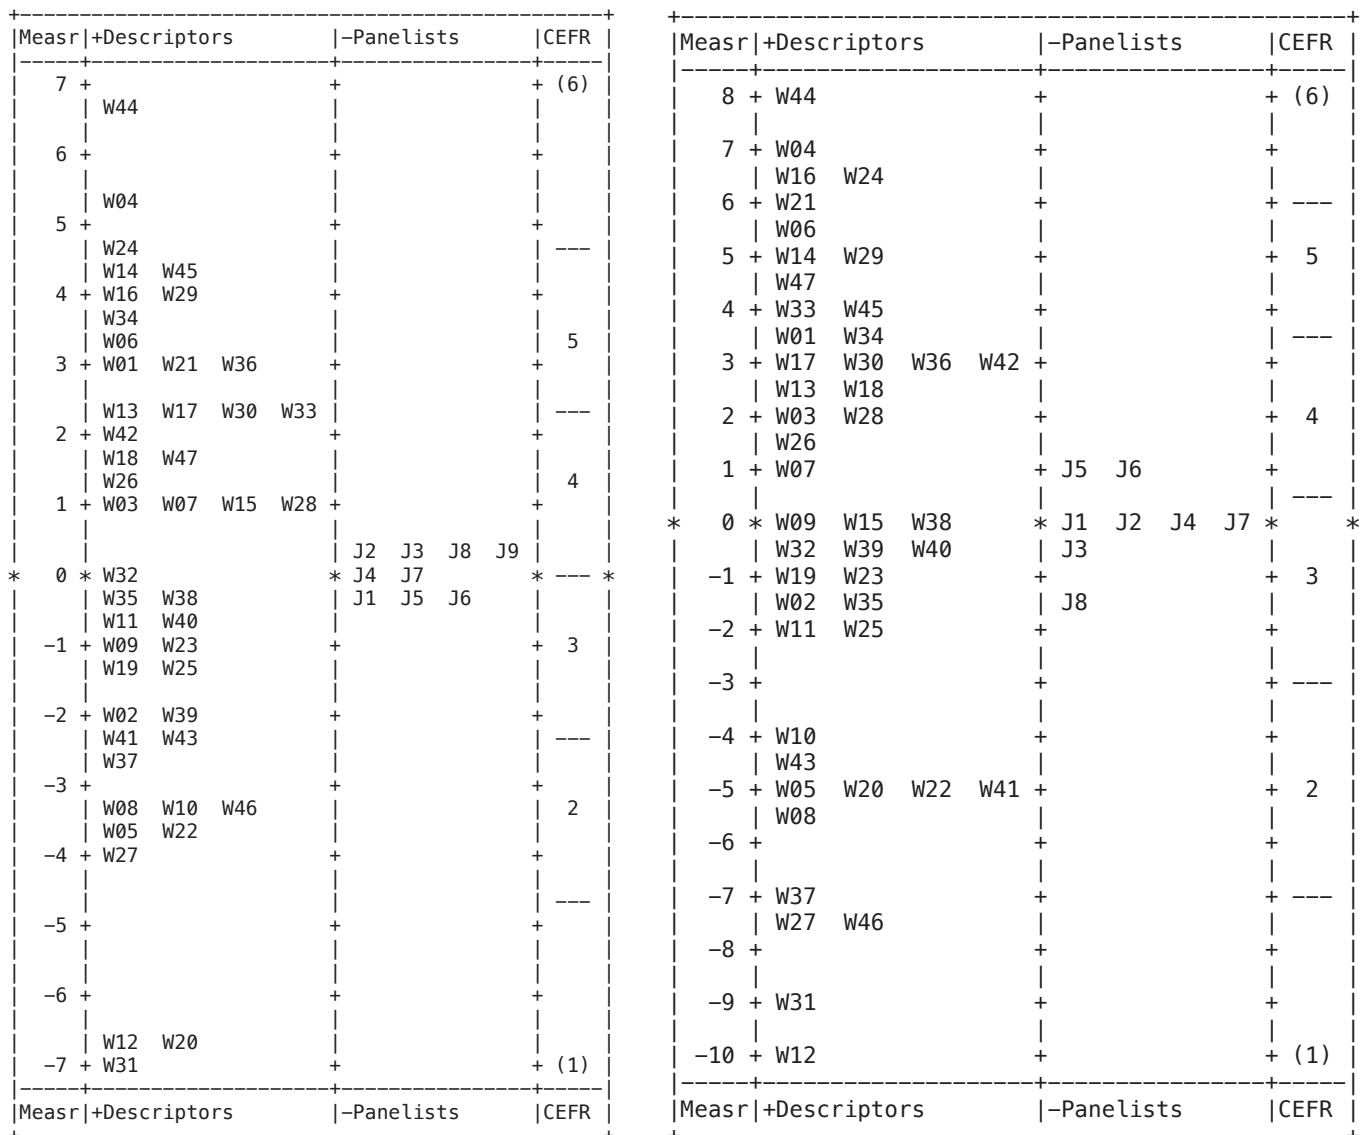 |Measr|+Descriptors |−Panelists |CEFR |
7 + + + (6)
| W44
6 + + +
| W04
5 + + +
| W24 | | −−−
| W14 W45
4 + W16 W29 + +
| W34
| W06 | | 5
3 + W01 W21 W36 + +
| W13 W17 W30 W33 | | −−−
2 + W42 + +
| W18 W47
| W26 | | 4
1 + W03 W07 W15 W28 + +
| | J2 J3 J8 J9 |
* 0 * W32 * J4 J7 * −−− *
| W35 W38 | J1 J5 J6 |
| W11 W40
−1 + W09 W23 + + 3
| W19 W25
−2 + W02 W39 + +
| W41 W43 | | −−−
| W37
−3 + + +
| W08 W10 W46 | | 2
| W05 W22
−4 + W27 + +
| | | −−−
−5 + + +
−6 + + +
| W12 W20
−7 + W31 + + (1)
|Measr|+Descriptors |−Panelists |CEFR |
|Measr|+Descriptors |−Panelists |CEFR |
8 + W44 + + (6)
7 + W04 + +
| W16 W24
6 + W21 + + −−−
| W06
5 + W14 W29 + + 5
| W47
4 + W33 W45 + +
| W01 W34 | | −−−
3 + W17 W30 W36 W42 + +
| W13 W18
2 + W03 W28 + + 4
| W26
1 + W07 + J5 J6 +
| | | −−−
* 0 * W09 W15 W38 * J1 J2 J4 J7 * *
| W32 W39 W40 | J3 |
−1 + W19 W23 + + 3
| W02 W35 | J8 |
−2 + W11 W25 + +
−3 + + + −−−
−4 + W10 + +
| W43
−5 + W05 W20 W22 W41 + + 2
| W08
−6 + + +
−7 + W37 + + −−−
| W27 W46
−8 + + +
−9 + W31 + +
−10 + W12 + + (1)
|Measr|+Descriptors |−Panelists |CEFR |